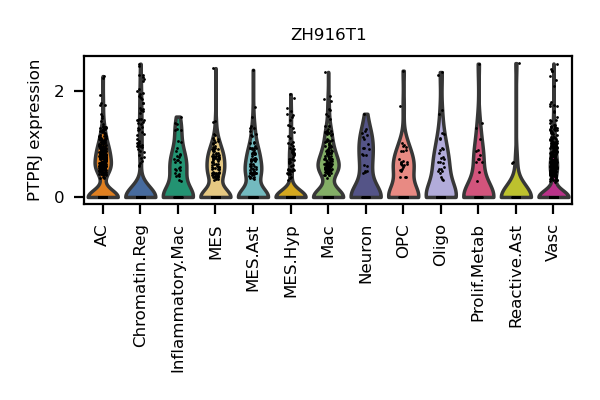 ZH916T1
PTPRJ expression
2
0
AC
Chromatin.Reg
Inflammatory.Mac
MES
MES.Ast
MES.Hyp
Mac
Neuron
OPC
Oligo
Prolif.Metab
Reactive.Ast
Vasc